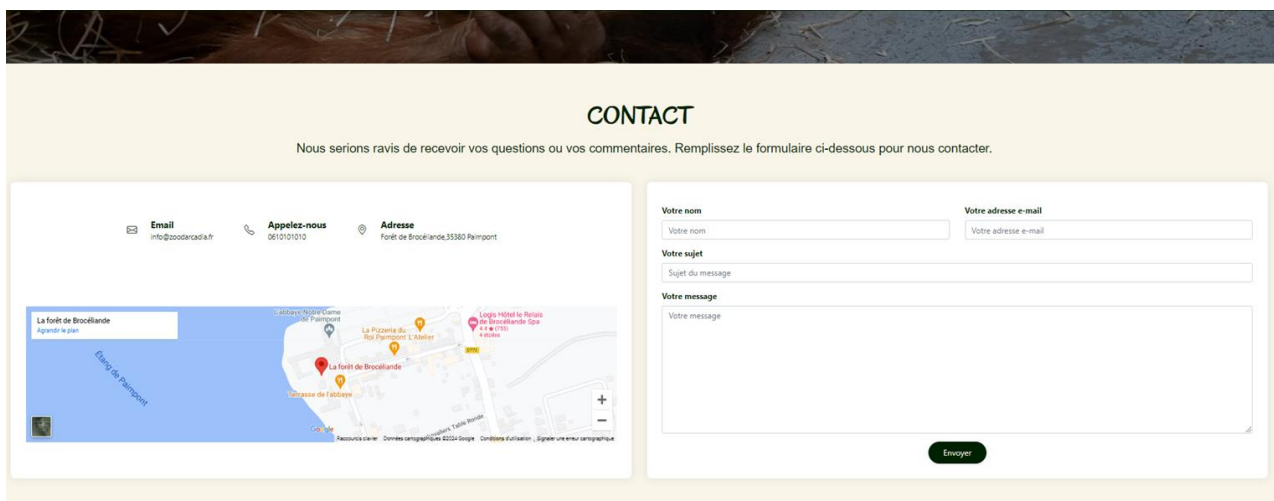 CONTACT
Nous serions ravis de recevoir vos questions ou vos commentaires. Remplissez le formulaire ci-dessous pour nous contacter.
Email
info@zoodarcadia.fr
Appelez-nous
0610101010
Adresse
Forêt de Brocéliande,35380 Paimpont
La forêt de Brocéliande
Agrandir le plan
L'abbaye Notre-Dame
de Paimpont
La Pizzeria du
Roi Paimpont L'Atelier
Logis Hôtel le Relais
de Brocéliande Spa
4.4 ★ (755)
4 étoiles
D773
La forêt de Brocéliande
Terrasse de l'abbaye
Étang de Paimpont
Chevaliers Table Ronde
Google
+
−
Raccourcis clavier
Données cartographiques ©2024 Google
Conditions d'utilisation
Signaler une erreur cartographique
Votre nom
Votre nom
Votre adresse e-mail
Votre adresse e-mail
Votre sujet
Sujet du message
Votre message
Votre message
Envoyer